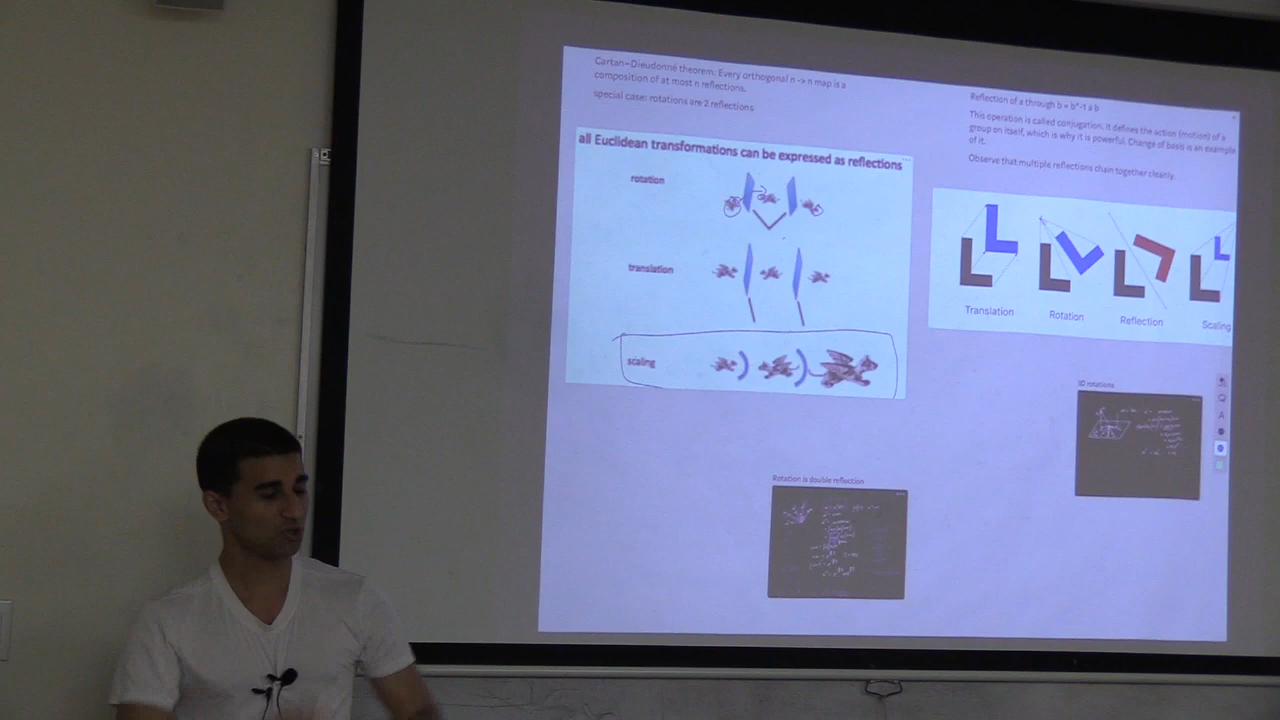 Cartan–Dieudonné theorem: Every orthogonal n -> n map is a
composition of at most n reflections.
special case: rotations are 2 reflections
all Euclidean transformations can be expressed as reflections
rotation
translation
scaling
Reflection of a through b = b^-1 a b
This operation is called conjugation. It defines the action (motion) of a
group on itself, which is why it is powerful. Change of basis is an example
of it.
Observe that multiple reflections chain together cleanly.
Translation
Rotation
Reflection
Scaling
3D rotations
Rotation is double reflection